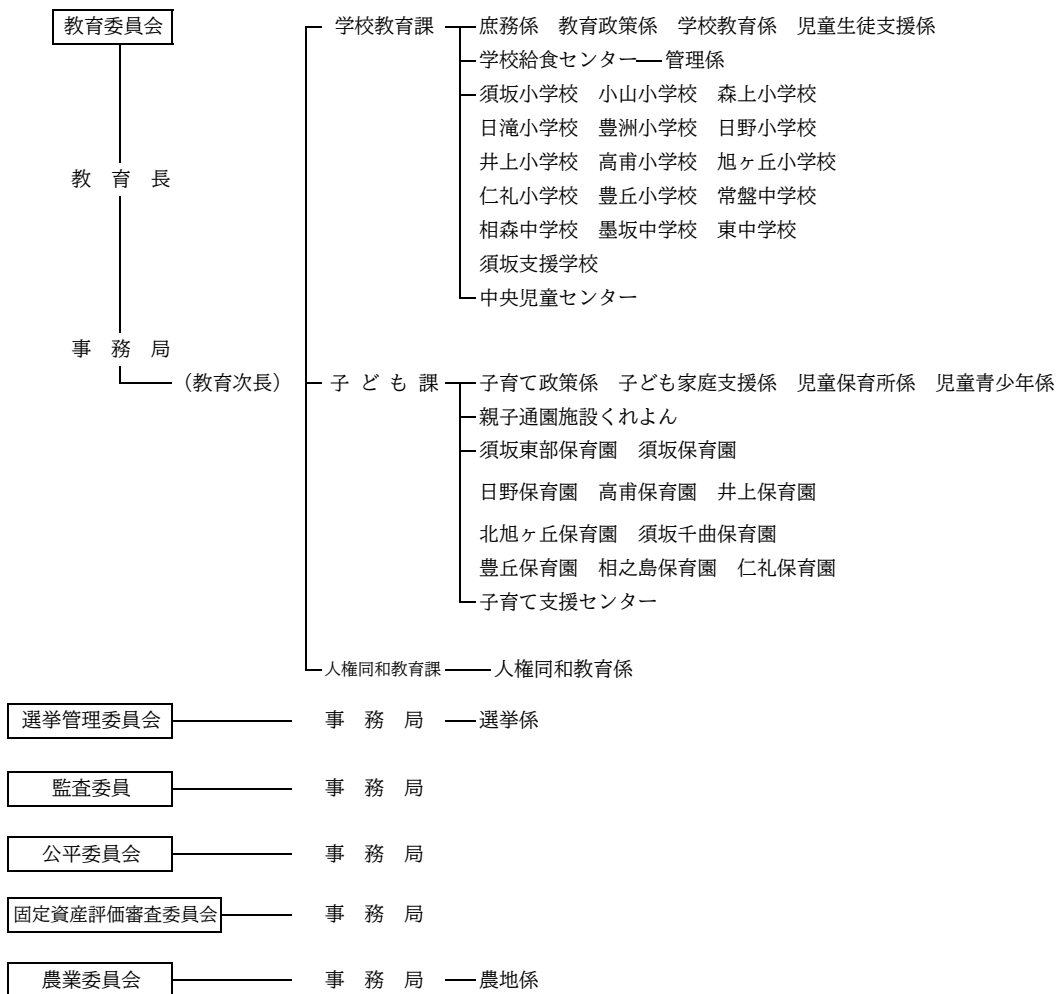 教育委員会　学校教育課　庶務係　教育政策係　学校教育係　児童生徒支援係
学校給食センター　管理係
須坂小学校　小山小学校　森上小学校
日滝小学校　豊洲小学校　日野小学校
井上小学校　高甫小学校　旭ヶ丘小学校
教　育　長
仁礼小学校　豊丘小学校　常盤中学校
相森中学校　墨坂中学校　東中学校
須坂支援学校
中央児童センター
事　務　局
（教育次長）　子 ど も 課　子育て政策係　子ども家庭支援係　児童保育所係　児童青少年係
親子通園施設くれよん
須坂東部保育園　須坂保育園
日野保育園　高甫保育園　井上保育園
北旭ヶ丘保育園　須坂千曲保育園
豊丘保育園　相之島保育園　仁礼保育園
子育て支援センター
人権同和教育課　人権同和教育係
選挙管理委員会　事　務　局　選挙係
監査委員　事　務　局
公平委員会　事　務　局
固定資産評価審査委員会　事　務　局
農業委員会　事　務　局　農地係